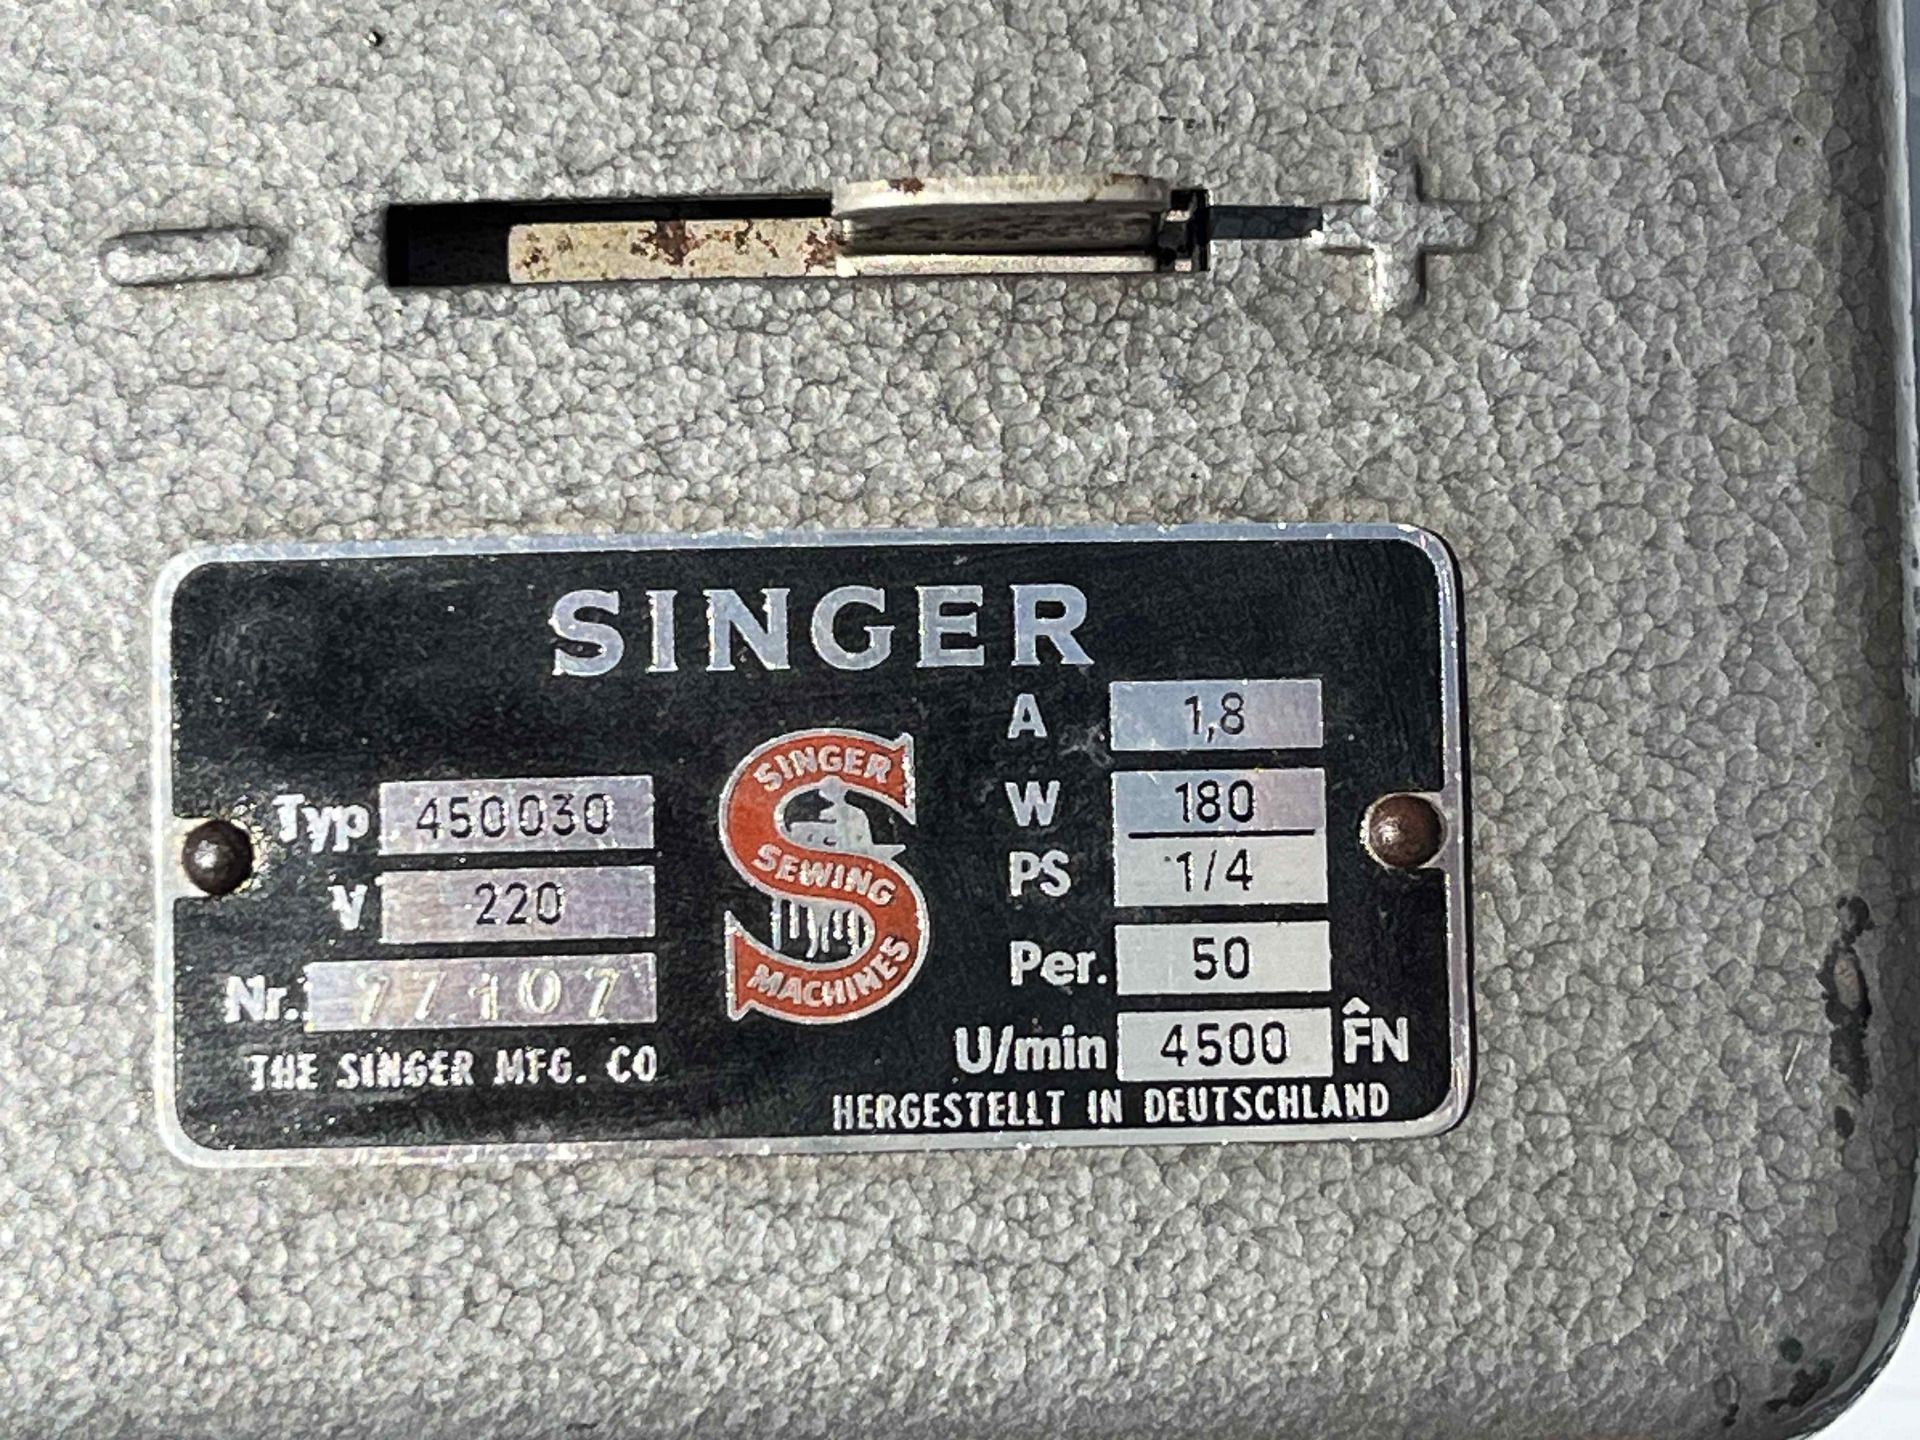 SINGER
A 1,8
Typ 450030
W 180
V 220
PS 1/4
Nr. 77107
Per. 50
U/min 4500 F̂N
THE SINGER MFG. CO
HERGESTELLT IN DEUTSCHLAND
SINGER
SEWING
MACHINES